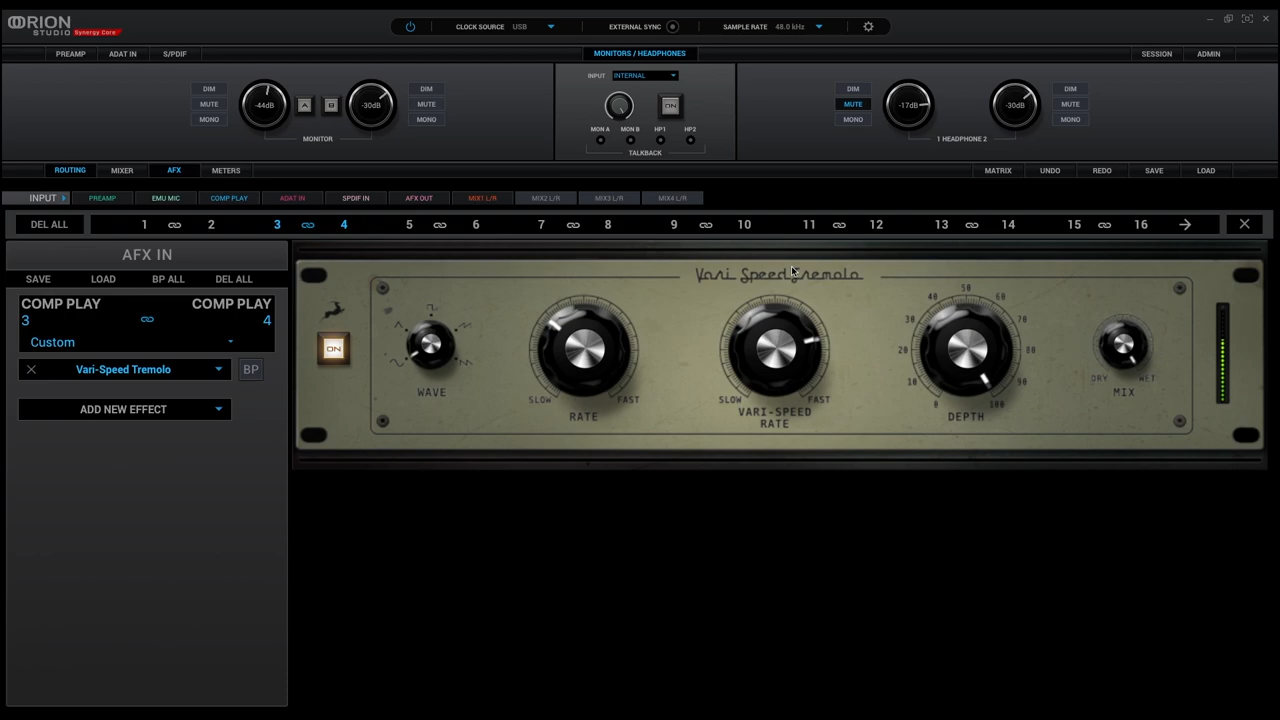 ORION
STUDIO Synergy Core
CLOCK SOURCE USB EXTERNAL SYNC SAMPLE RATE 48.0 kHz
PREAMP ADAT IN S/PDIF MONITORS / HEADPHONES SESSION ADMIN
INPUT INTERNAL
DIM DIM DIM DIM
-44dB A B -30dB ON -17dB -30dB
MUTE MUTE MUTE MUTE
MONO MONO MONO MONO
MON A MON B HP1 HP2
MONITOR 1 HEADPHONE 2
TALKBACK
ROUTING MIXER AFX METERS MATRIX UNDO REDO SAVE LOAD
INPUT PREAMP EMU MIC COMP PLAY ADAT IN SPDIF IN AFX OUT MIX1 L/R MIX2 L/R MIX3 L/R MIX4 L/R
DEL ALL 1 2 3 4 5 6 7 8 9 10 11 12 13 14 15 16
AFX IN
SAVE LOAD BP ALL DEL ALL
COMP PLAY COMP PLAY
3 4
Custom
Vari-Speed Tremolo BP
ADD NEW EFFECT
Vari Speed Tremolo
ON
WAVE
SLOW FAST
RATE
SLOW FAST
VARI-SPEED
RATE
0 10 20 30 40 50 60 70 80 90 100
DEPTH
DRY WET
MIX